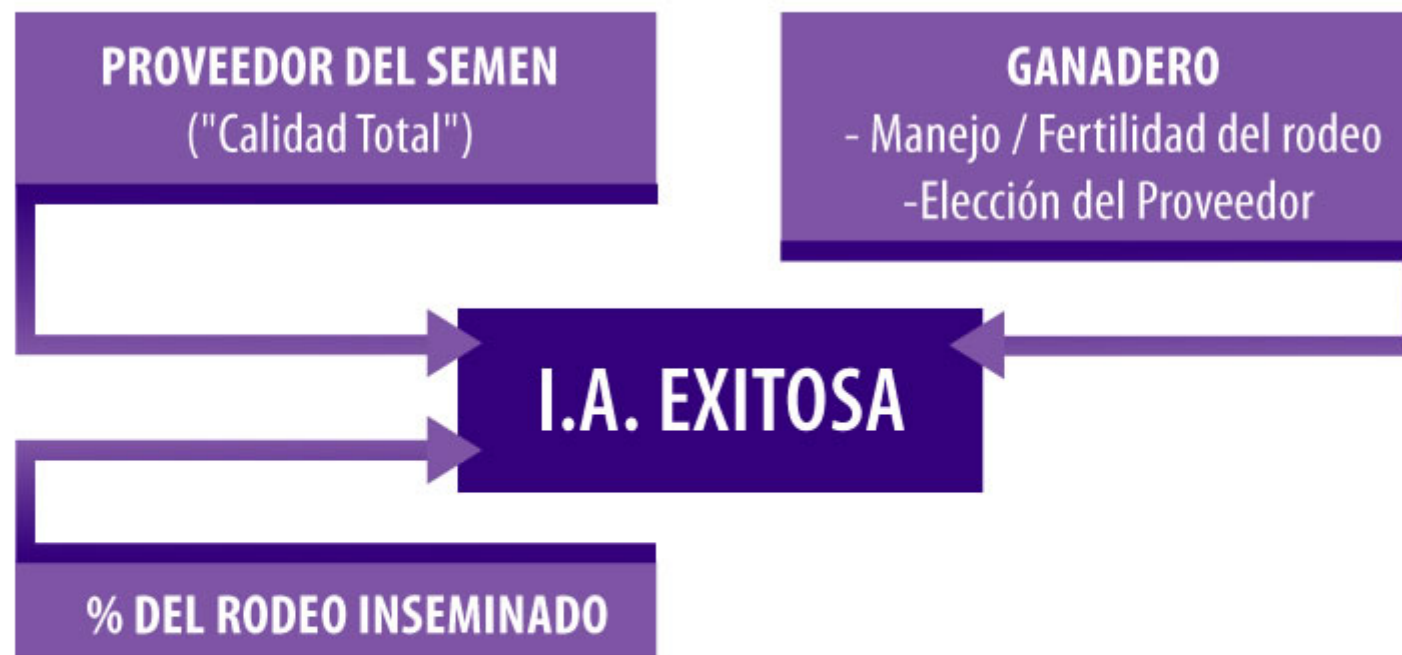 PROVEEDOR DEL SEMEN
("Calidad Total")
GANADERO
- Manejo / Fertilidad del rodeo
-Elección del Proveedor
I.A. EXITOSA
% DEL RODEO INSEMINADO